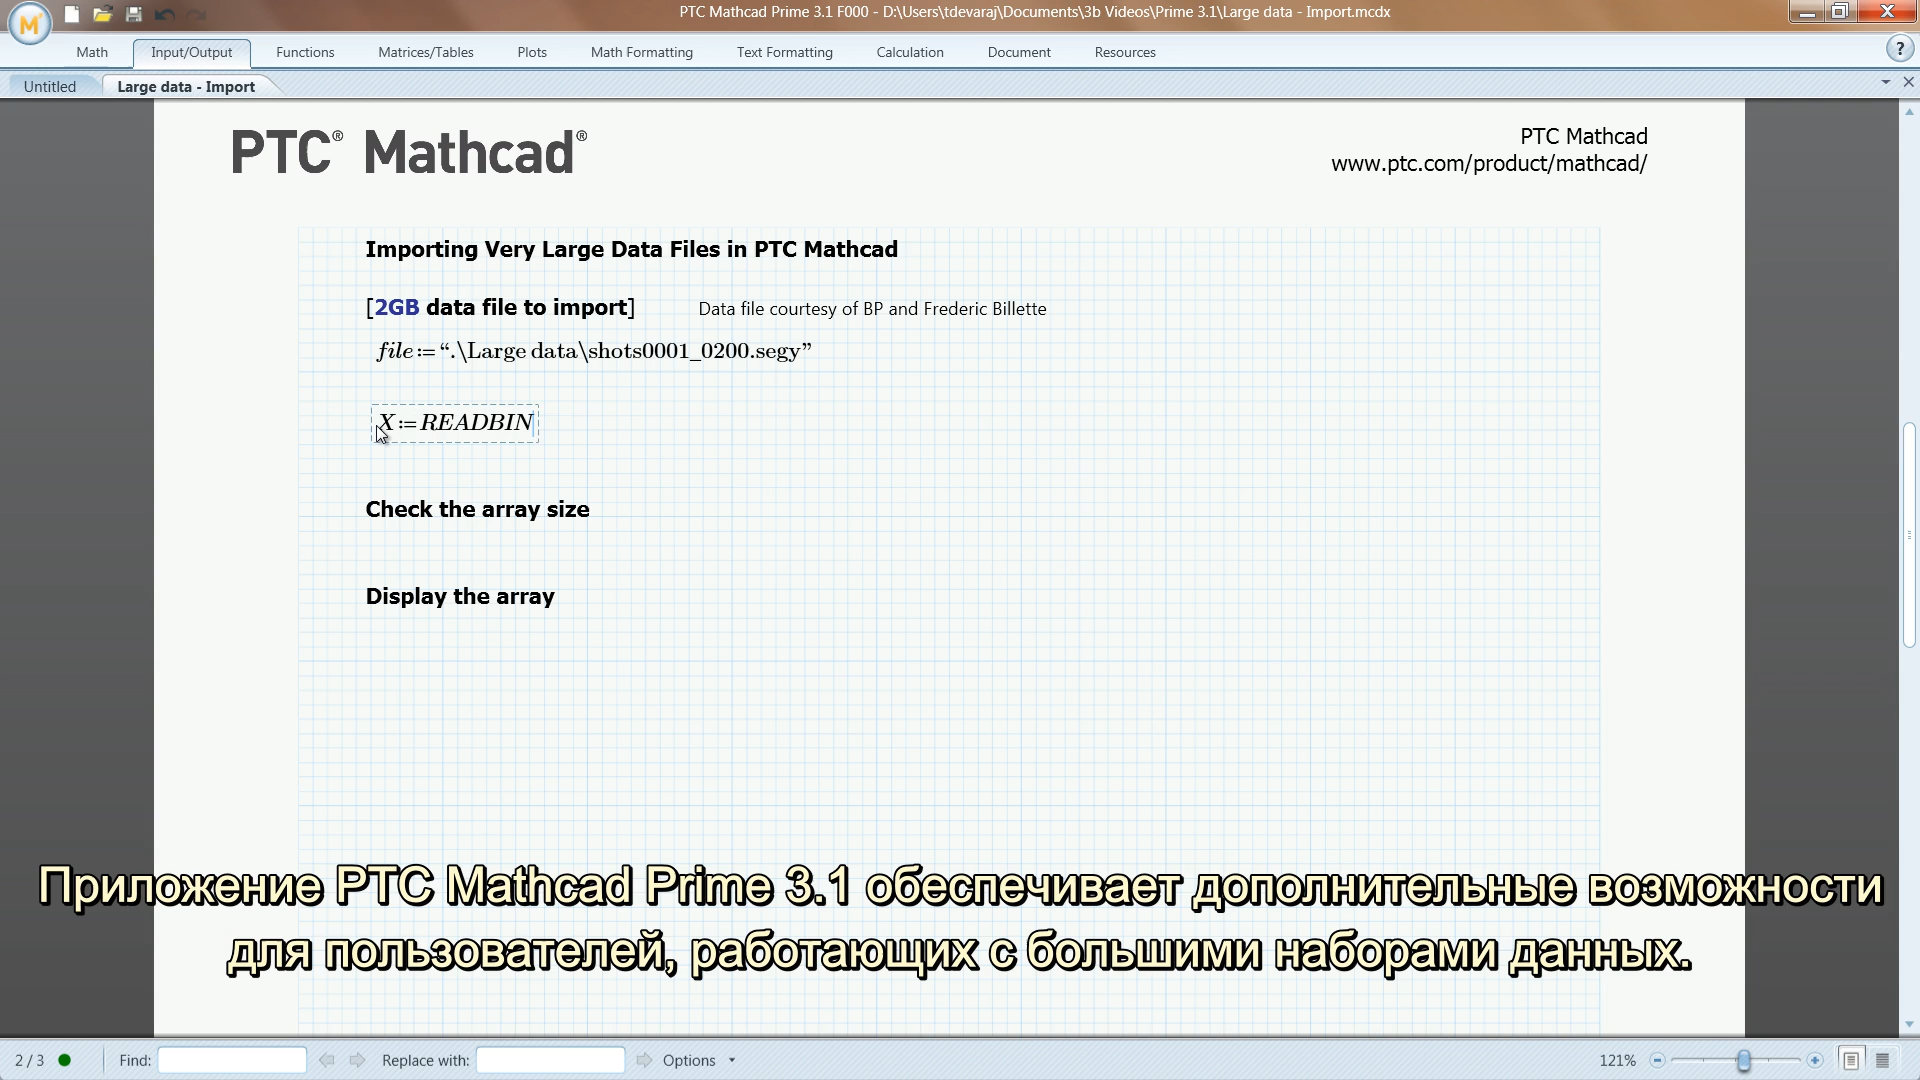 PTC Mathcad Prime 3.1 F000 - D:\Users\tdevaraj\Documents\3b Videos\Prime 3.1\Large data - Import.mcdx
Math Input/Output Functions Matrices/Tables Plots Math Formatting Text Formatting Calculation Document Resources
Untitled Large data - Import
PTC® Mathcad®
PTC Mathcad
www.ptc.com/product/mathcad/
Importing Very Large Data Files in PTC Mathcad
[2GB data file to import] Data file courtesy of BP and Frederic Billette
file:=“.\Large data\shots0001_0200.segy”
X:=READBIN
Check the array size
Display the array
Приложение PTC Mathcad Prime 3.1 обеспечивает дополнительные возможности
для пользователей, работающих с большими наборами данных.
2 / 3 Find: Replace with: Options 121%